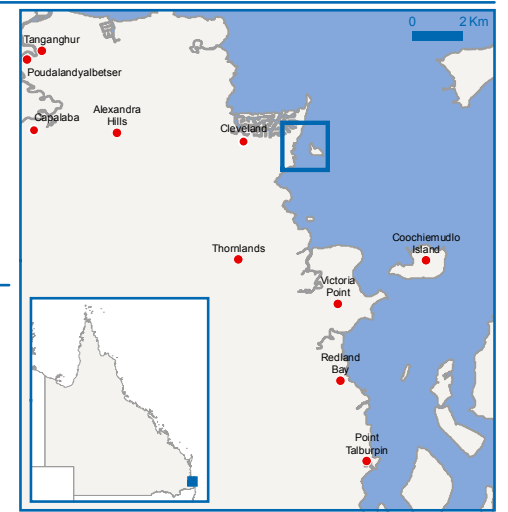 0 2 Km
Tanganghur
Poudalandyalbetser
Capalaba
Alexandra
Hills
Cleveland
Coochiemudlo
Island
Thornlands
Victoria
Point
Redland
Bay
Point
Talburpin